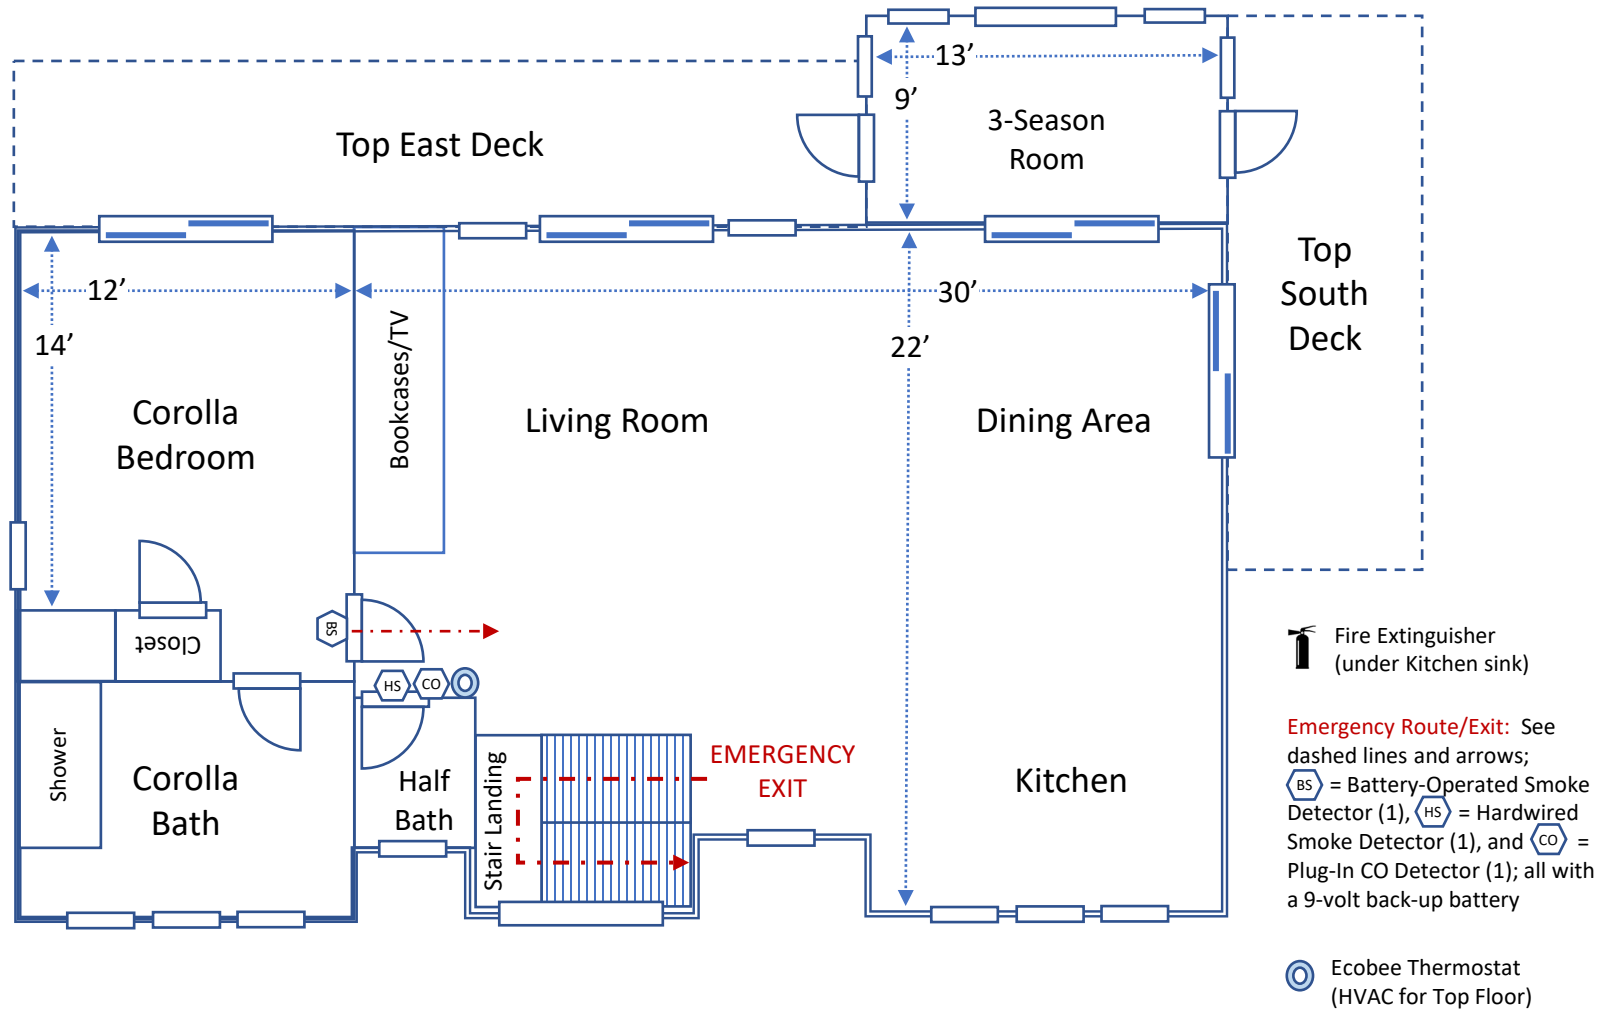 13’
9’
3-Season
Room
Top East Deck
Top
South
Deck
12’
30’
14’
22’
Bookcases/TV
Corolla
Bedroom
Living Room
Dining Area
Closet
BS
HS
CO
Shower
Corolla
Bath
Half
Bath
Stair Landing
EMERGENCY
EXIT
Kitchen
Fire Extinguisher
(under Kitchen sink)
Emergency Route/Exit: See
dashed lines and arrows;
BS = Battery-Operated Smoke
Detector (1), HS = Hardwired
Smoke Detector (1), and CO =
Plug-In CO Detector (1); all with
a 9-volt back-up battery
Ecobee Thermostat
(HVAC for Top Floor)